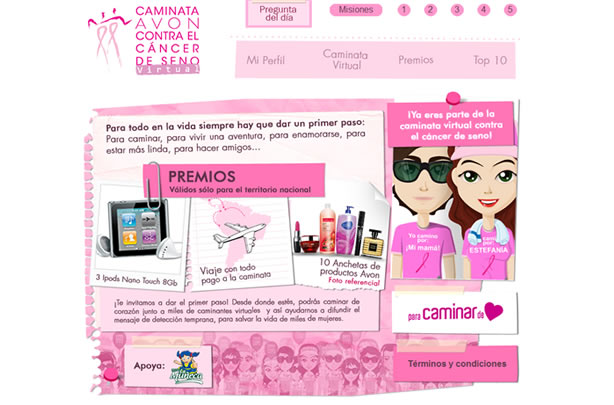 CAMINATA
AVON
CONTRA EL
CÁNCER
DE SENO
Virtual
Pregunta
del día
Misiones 1 2 3 4 5
Mi Perfil
Caminata
Virtual
Premios
Top 10
Para todo en la vida siempre hay que dar un primer paso:
Para caminar, para vivir una aventura, para enamorarse, para
estar más linda, para hacer amigos...
PREMIOS
Válidos sólo para el territorio nacional
3 Ipods Nano Touch 8Gb
Viaje con todo
pago a la caminata
10 Anchetas de
productos Avon
Foto referencial
¡Te invitamos a dar el primer paso! Desde donde estés, podrás caminar de
corazón junto a miles de caminantes virtuales y así ayudarnos a difundir el
mensaje de detección temprana, para salvar la vida de miles de mujeres.
Apoya:
Muñeca
¡Ya eres parte de la
caminata virtual contra
el cáncer de seno!
Yo camino
por:
¡Mi mamá!
ESTEFANIA
para caminar de
Términos y condiciones